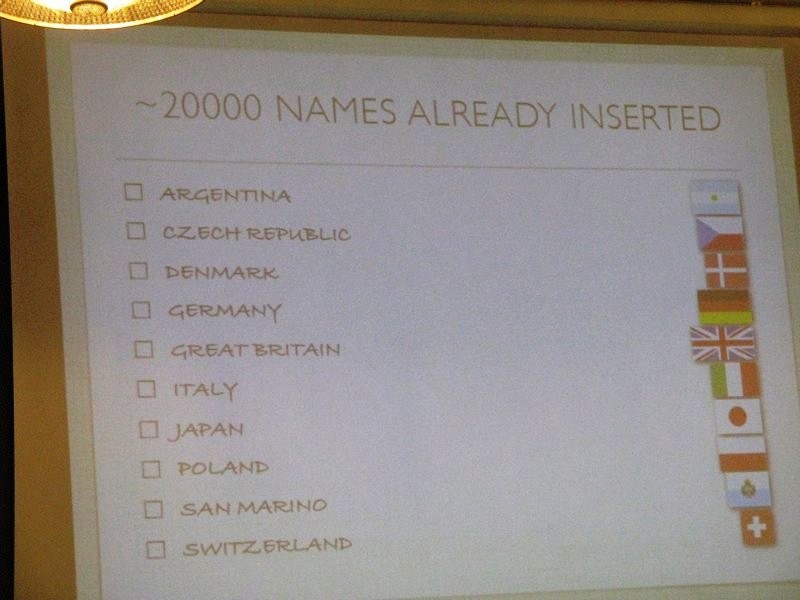 ~20000 NAMES ALREADY INSERTED
ARGENTINA
CZECH REPUBLIC
DENMARK
GERMANY
GREAT BRITAIN
ITALY
JAPAN
POLAND
SAN MARINO
SWITZERLAND